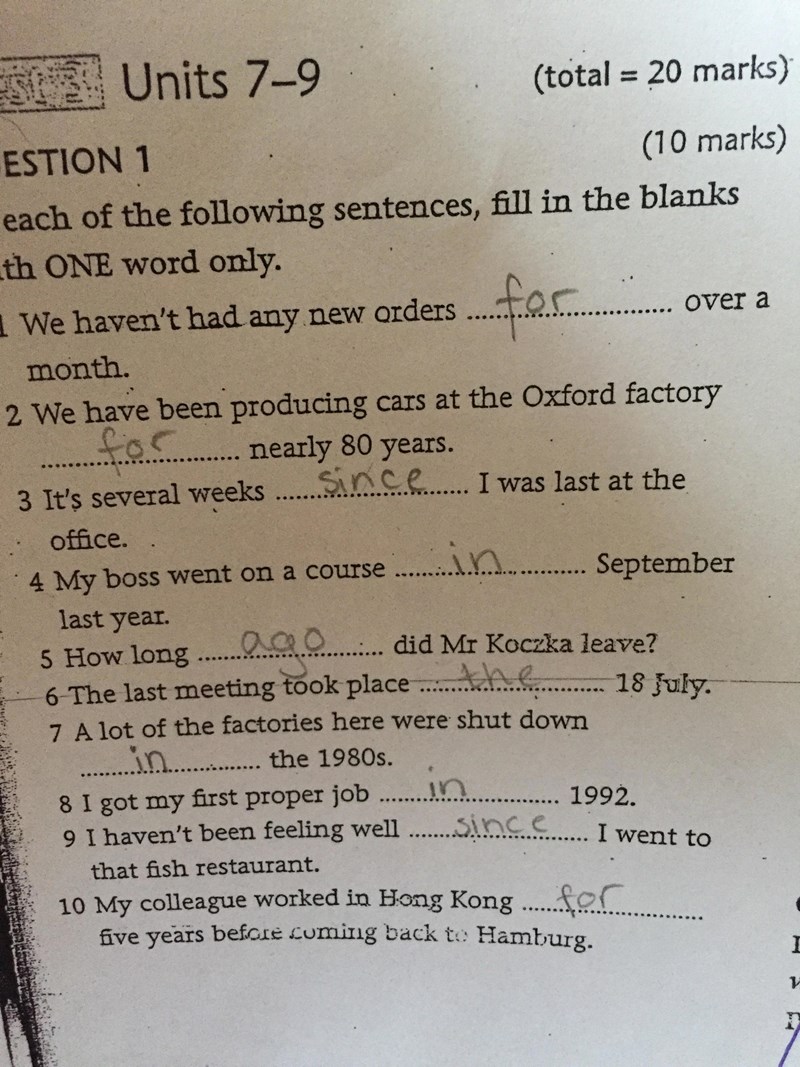 Units 7–9 (total = 20 marks)
ESTION 1 (10 marks)
each of the following sentences, fill in the blanks
th ONE word only.
1 We haven't had any new orders ......for............... over a
month.
2 We have been producing cars at the Oxford factory
.........for............ nearly 80 years.
3 It's several weeks .......since......... I was last at the
office.
4 My boss went on a course ........in............ September
last year.
5 How long .......ago......... did Mr Koczka leave?
6 The last meeting took place .......the............ 18 July.
7 A lot of the factories here were shut down
........in............ the 1980s.
8 I got my first proper job ........in............ 1992.
9 I haven't been feeling well .......since......... I went to
that fish restaurant.
10 My colleague worked in Hong Kong ......for...............
five years before coming back to Hamburg.